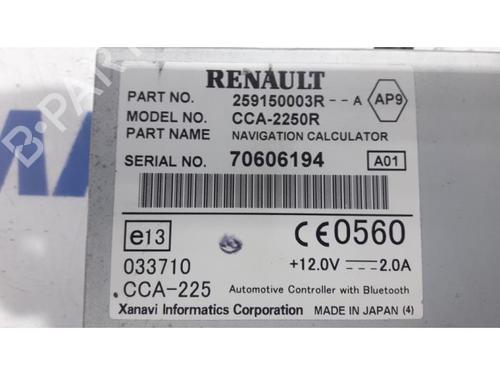 RENAULT
PART NO. 259150003R--A AP9
MODEL NO. CCA-2250R
PART NAME NAVIGATION CALCULATOR
SERIAL NO. 70606194 A01
e13 CE0560
033710 +12.0V 2.0A
CCA-225 Automotive Controller with Bluetooth
Xanavi Informatics Corporation MADE IN JAPAN (4)